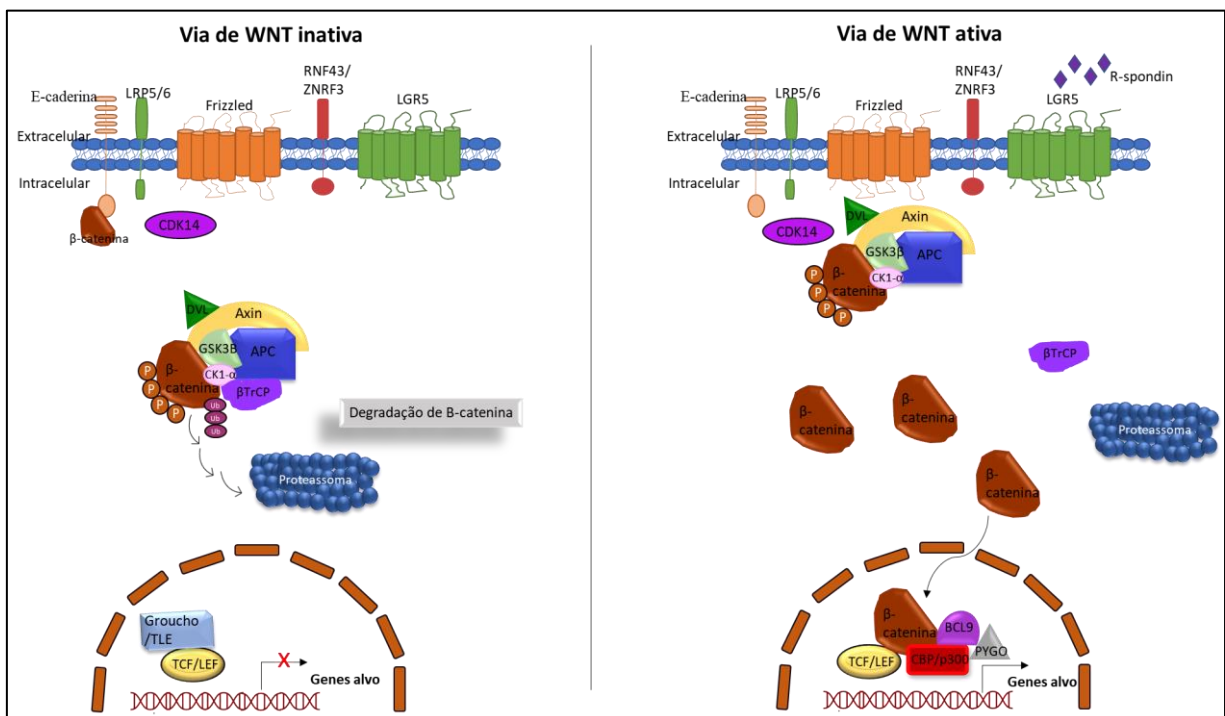 Via de WNT inativa
RNF43/
ZNRF3
LRP5/6
E-caderina
Frizzled
LGR5
Extracelular
Intracelular
β-catenina
CDK14
DVL
Axin
GSK3B
APC
β-
catenina
CK1-α
βTrCP
P
P
P
P
Ub
Ub
Ub
Degradação de B-catenina
Proteassoma
Groucho
/TLE
TCF/LEF
X
Genes alvo
Via de WNT ativa
RNF43/
ZNRF3
R-spondin
LRP5/6
E-caderina
Frizzled
LGR5
Extracelular
Intracelular
DVL
Axin
CDK14
GSK3β
APC
β-
catenina
CK1-α
P
P
P
P
βTrCP
β-
catenina
β-
catenina
Proteassoma
β-
catenina
β-
catenina
BCL9
PYGO
TCF/LEF
CBP/p300
Genes alvo